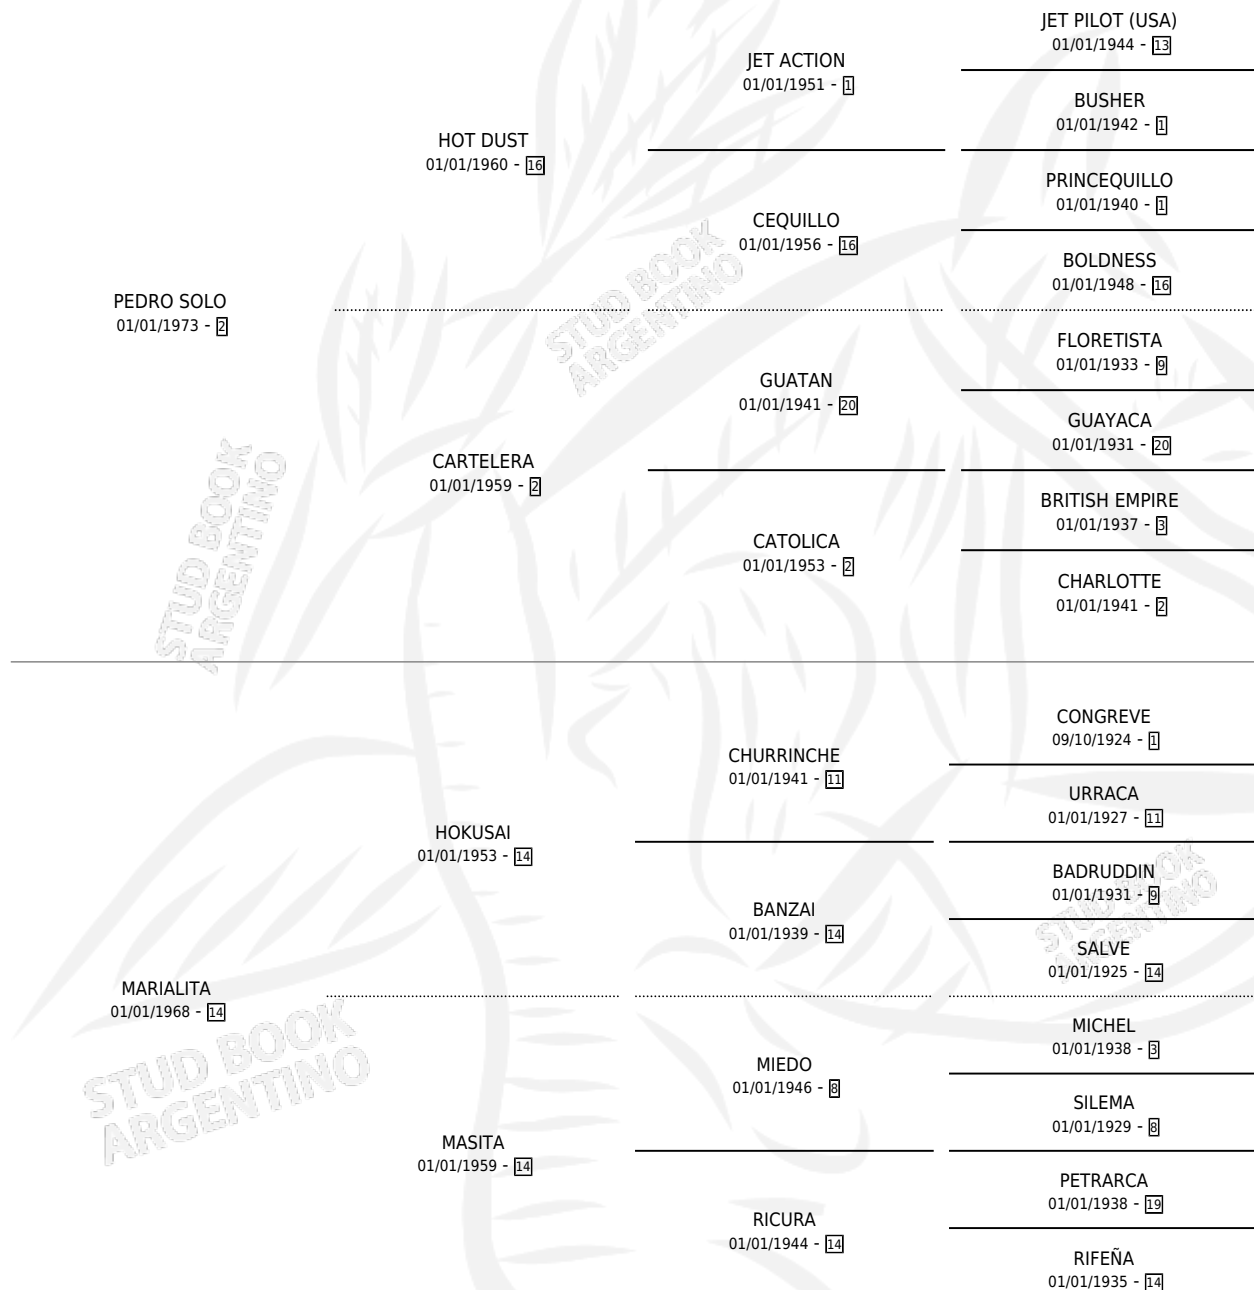 JET PILOT (USA)
01/01/1944 - 13
JET ACTION
01/01/1951 - 1
BUSHER
01/01/1942 - 1
HOT DUST
01/01/1960 - 16
PRINCEQUILLO
01/01/1940 - 1
CEQUILLO
01/01/1956 - 16
BOLDNESS
01/01/1948 - 16
PEDRO SOLO
01/01/1973 - 2
FLORETISTA
01/01/1933 - 9
GUATAN
01/01/1941 - 20
GUAYACA
01/01/1931 - 20
CARTELERA
01/01/1959 - 2
BRITISH EMPIRE
01/01/1937 - 3
CATOLICA
01/01/1953 - 2
CHARLOTTE
01/01/1941 - 2
CONGREVE
09/10/1924 - 1
CHURRINCHE
01/01/1941 - 11
URRACA
01/01/1927 - 11
HOKUSAI
01/01/1953 - 14
BADRUDDIN
01/01/1931 - 9
BANZAI
01/01/1939 - 14
SALVE
01/01/1925 - 14
MARIALITA
01/01/1968 - 14
MICHEL
01/01/1938 - 3
MIEDO
01/01/1946 - 8
SILEMA
01/01/1929 - 8
MASITA
01/01/1959 - 14
PETRARCA
01/01/1938 - 19
RICURA
01/01/1944 - 14
RIFEÑA
01/01/1935 - 14
STUD BOOK
ARGENTINO
STUD BOOK
ARGENTINO
STUD BOOK
ARGENTINO
STUD BOOK
ARGENTINO